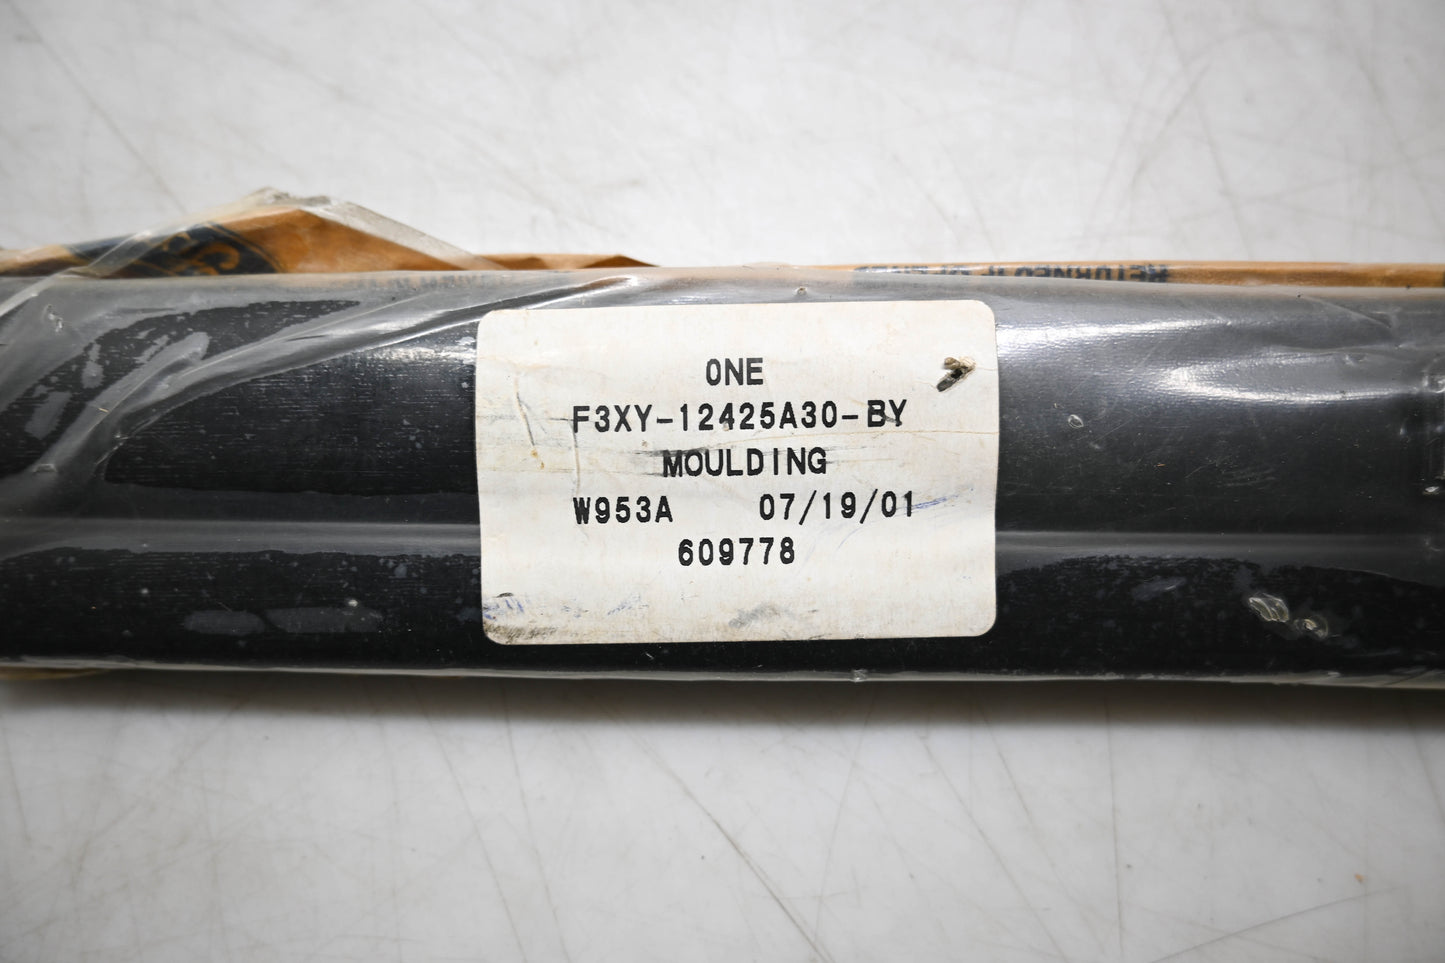 ONE
F3XY-12425A30-BY
MOULDING
W953A 07/19/01
609778